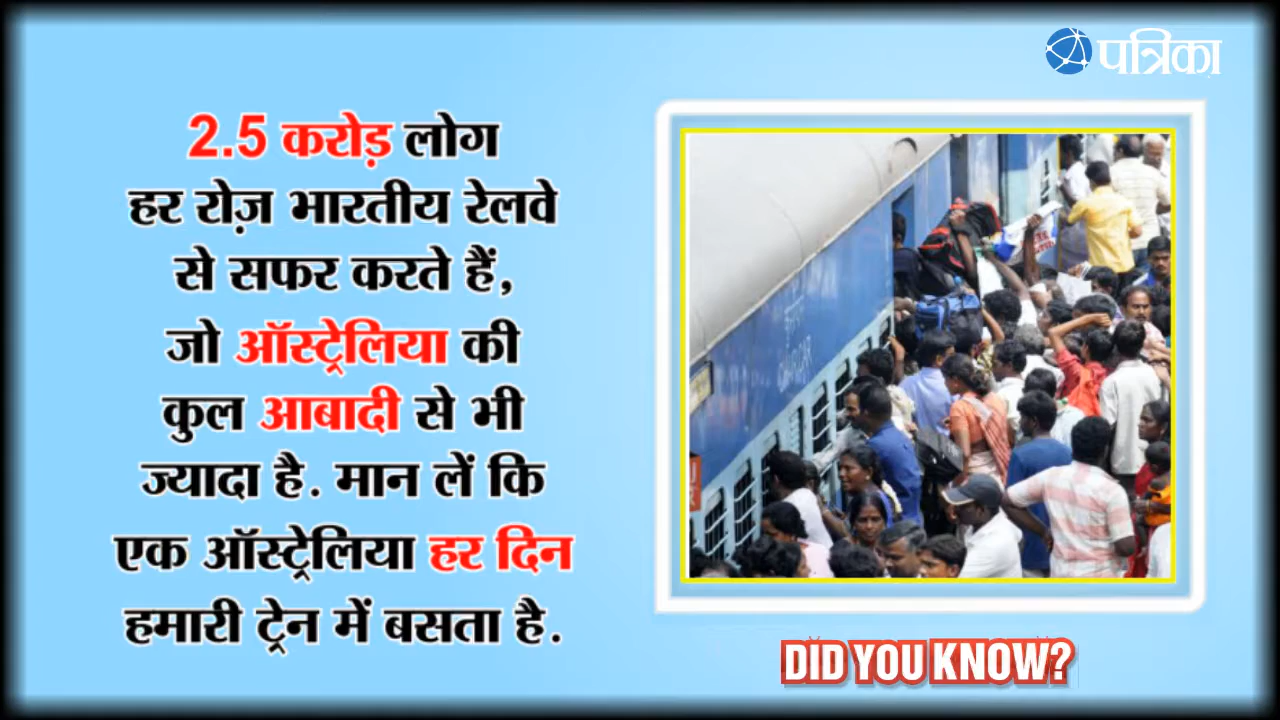 पत्रिका
2.5 करोड़ लोग
हर रोज़ भारतीय रेलवे
से सफर करते हैं,
जो ऑस्ट्रेलिया की
कुल आबादी से भी
ज्यादा है. मान लें कि
एक ऑस्ट्रेलिया हर दिन
हमारी ट्रेन में बसता है.
DID YOU KNOW?